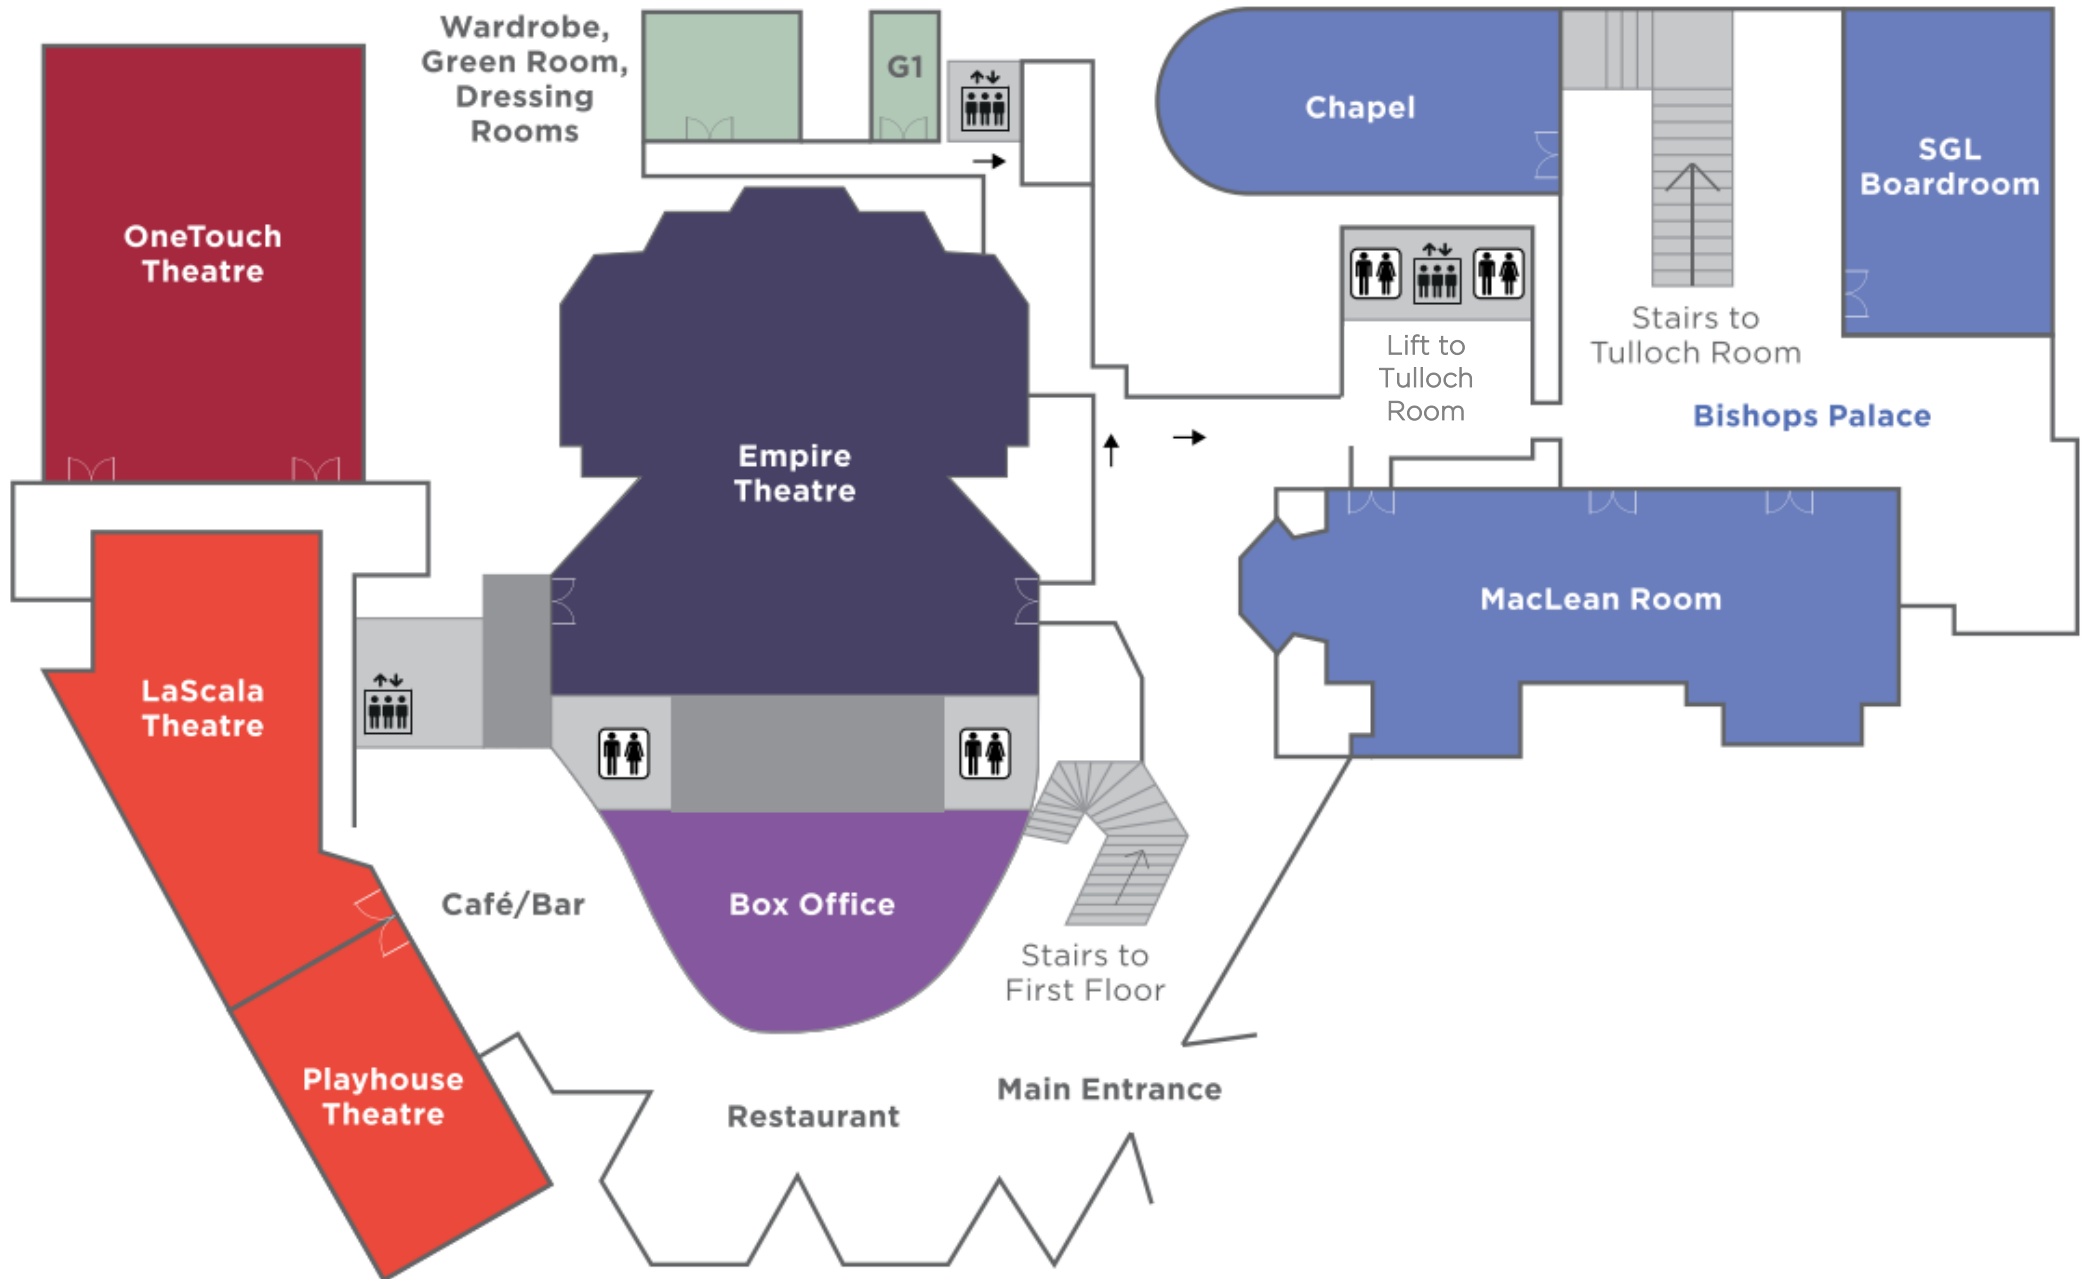 Wardrobe,
Green Room,
Dressing
Rooms
G1
Chapel
SGL
Boardroom
OneTouch
Theatre
Stairs to
Tulloch Room
Lift to
Tulloch
Room
Bishops Palace
Empire
Theatre
MacLean Room
LaScala
Theatre
Café/Bar
Box Office
Stairs to
First Floor
Playhouse
Theatre
Restaurant
Main Entrance